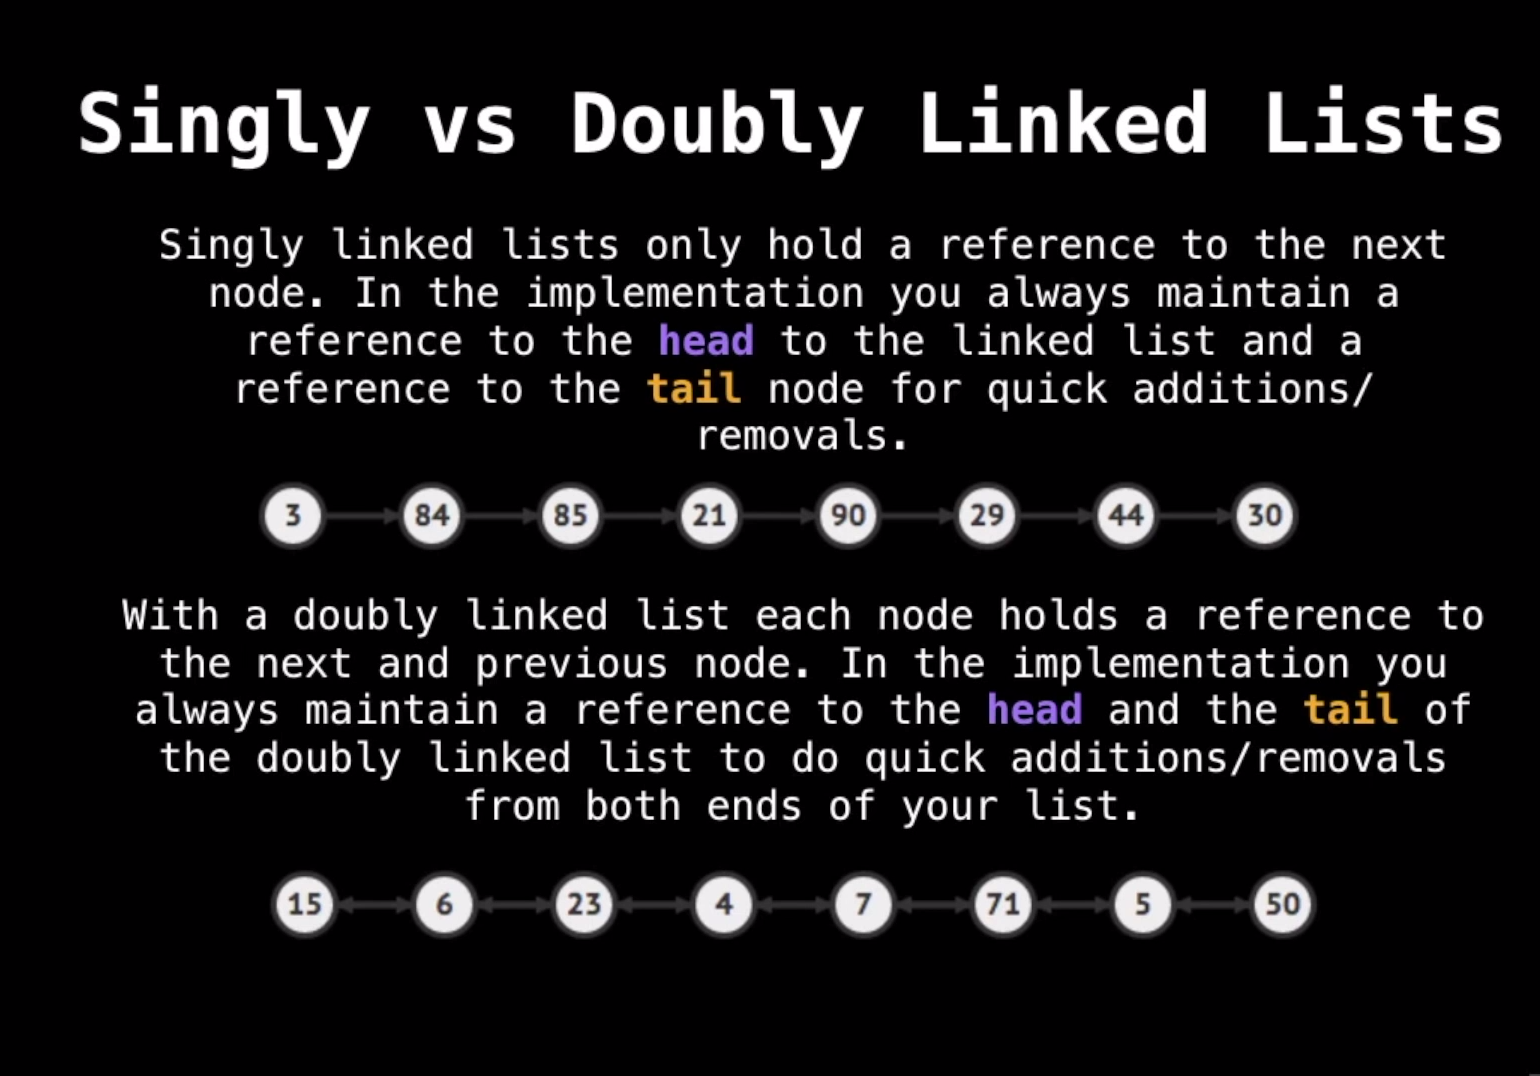 Singly vs Doubly Linked Lists
Singly linked lists only hold a reference to the next
node. In the implementation you always maintain a
reference to the head to the linked list and a
reference to the tail node for quick additions/
removals.
3 84 85 21 90 29 44 30
With a doubly linked list each node holds a reference to
the next and previous node. In the implementation you
always maintain a reference to the head and the tail of
the doubly linked list to do quick additions/removals
from both ends of your list.
15 6 23 4 7 71 5 50